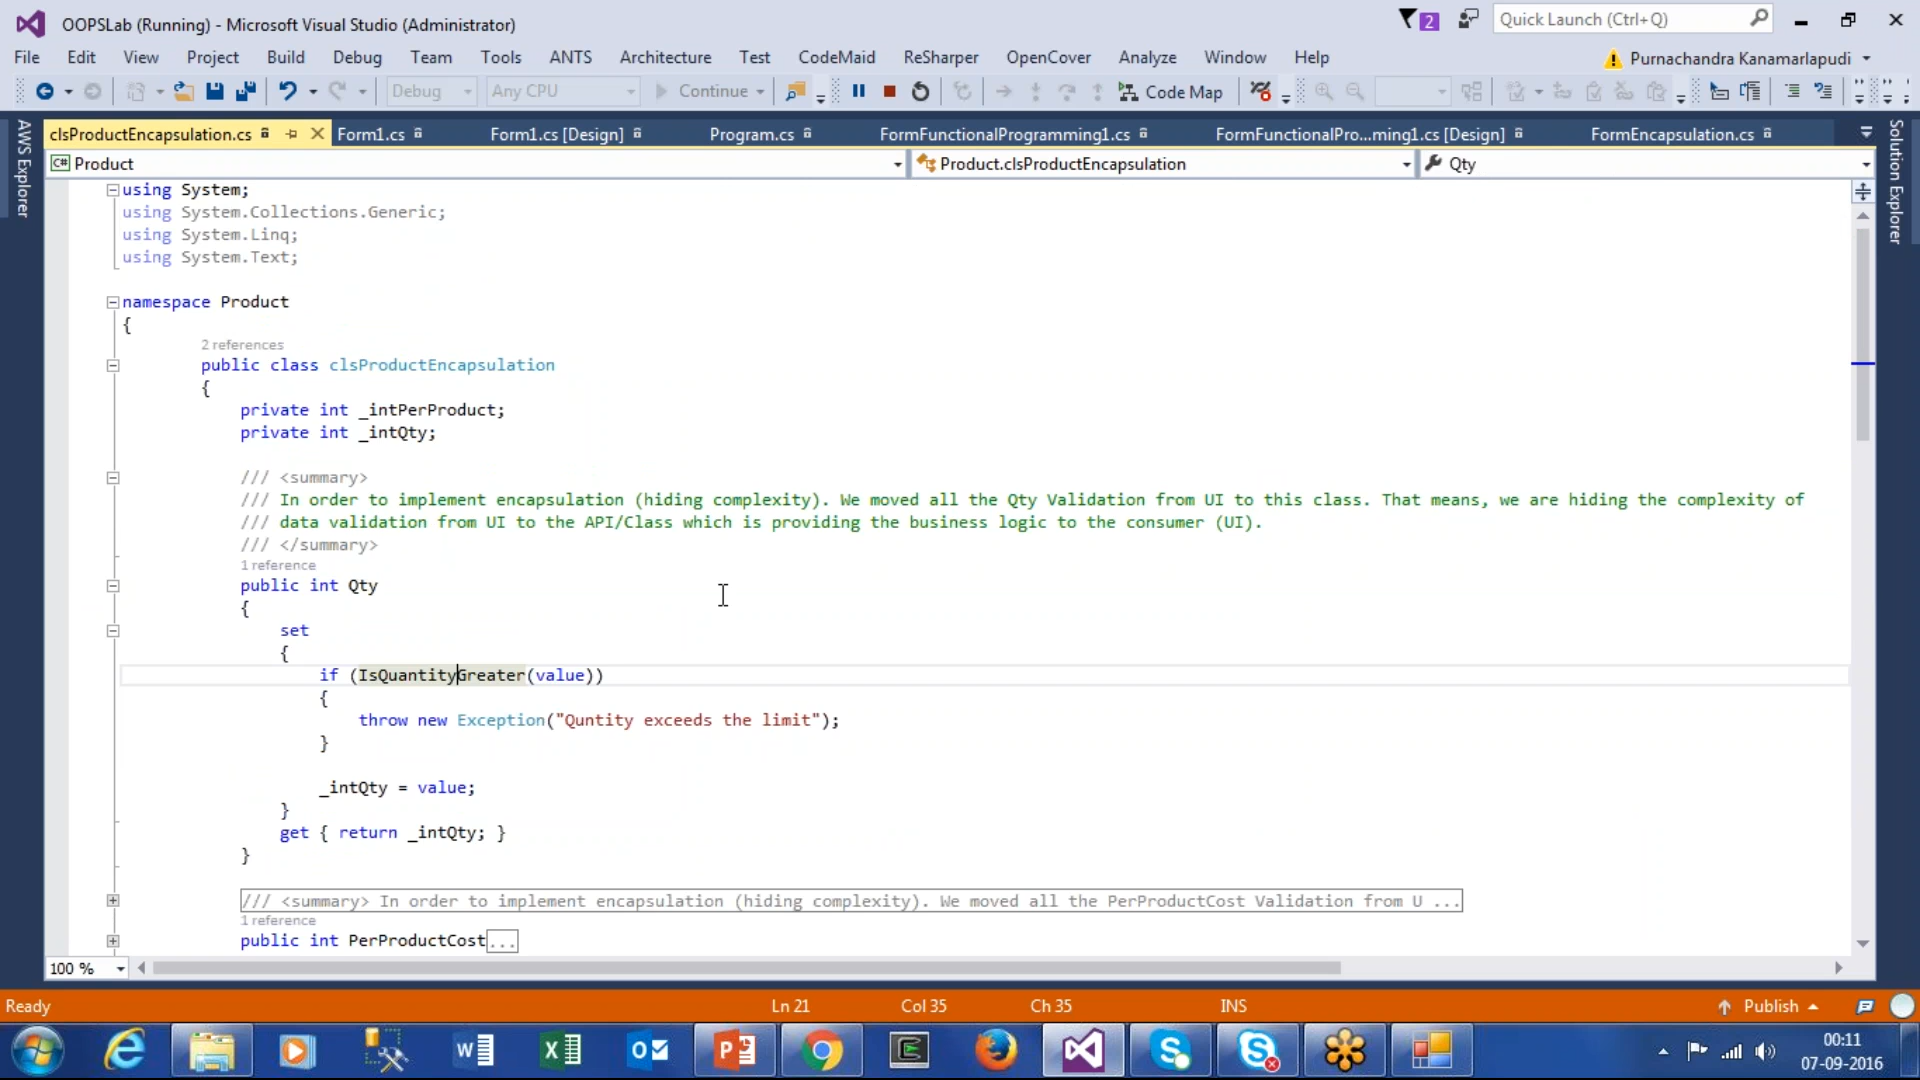 OOPSLab (Running) - Microsoft Visual Studio (Administrator)
2
Quick Launch (Ctrl+Q)
File Edit View Project Build Debug Team Tools ANTS Architecture Test CodeMaid ReSharper OpenCover Analyze Window Help
Purnachandra Kanamarlapudi
Debug Any CPU Continue Code Map
clsProductEncapsulation.cs Form1.cs Form1.cs [Design] Program.cs FormFunctionalProgramming1.cs FormFunctionalPro...ming1.cs [Design] FormEncapsulation.cs
AWS Explorer
Solution Explorer
C# Product Product.clsProductEncapsulation Qty
using System;
using System.Collections.Generic;
using System.Linq;
using System.Text;
namespace Product
{
2 references
public class clsProductEncapsulation
{
private int _intPerProduct;
private int _intQty;
/// <summary>
/// In order to implement encapsulation (hiding complexity). We moved all the Qty Validation from UI to this class. That means, we are hiding the complexity of
/// data validation from UI to the API/Class which is providing the business logic to the consumer (UI).
/// </summary>
1 reference
public int Qty
{
set
{
if (IsQuantityGreater(value))
{
throw new Exception("Quntity exceeds the limit");
}
_intQty = value;
}
get { return _intQty; }
}
/// <summary> In order to implement encapsulation (hiding complexity). We moved all the PerProductCost Validation from U ...
1 reference
public int PerProductCost...
100 %
Ready Ln 21 Col 35 Ch 35 INS Publish
00:11
07-09-2016